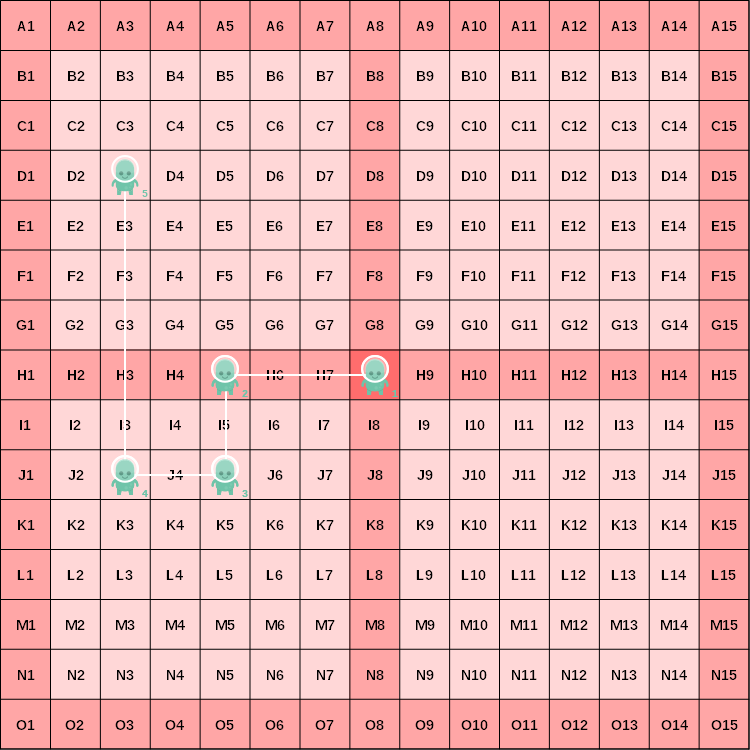 A1 A2 A3 A4 A5 A6 A7 A8 A9 A10 A11 A12 A13 A14 A15
B1 B2 B3 B4 B5 B6 B7 B8 B9 B10 B11 B12 B13 B14 B15
C1 C2 C3 C4 C5 C6 C7 C8 C9 C10 C11 C12 C13 C14 C15
D1 D2 5 D4 D5 D6 D7 D8 D9 D10 D11 D12 D13 D14 D15
E1 E2 E3 E4 E5 E6 E7 E8 E9 E10 E11 E12 E13 E14 E15
F1 F2 F3 F4 F5 F6 F7 F8 F9 F10 F11 F12 F13 F14 F15
G1 G2 G3 G4 G5 G6 G7 G8 G9 G10 G11 G12 G13 G14 G15
H1 H2 H3 H4 2 H6 H7 1 H9 H10 H11 H12 H13 H14 H15
I1 I2 I3 I4 I5 I6 I7 I8 I9 I10 I11 I12 I13 I14 I15
J1 J2 4 J4 3 J6 J7 J8 J9 J10 J11 J12 J13 J14 J15
K1 K2 K3 K4 K5 K6 K7 K8 K9 K10 K11 K12 K13 K14 K15
L1 L2 L3 L4 L5 L6 L7 L8 L9 L10 L11 L12 L13 L14 L15
M1 M2 M3 M4 M5 M6 M7 M8 M9 M10 M11 M12 M13 M14 M15
N1 N2 N3 N4 N5 N6 N7 N8 N9 N10 N11 N12 N13 N14 N15
O1 O2 O3 O4 O5 O6 O7 O8 O9 O10 O11 O12 O13 O14 O15